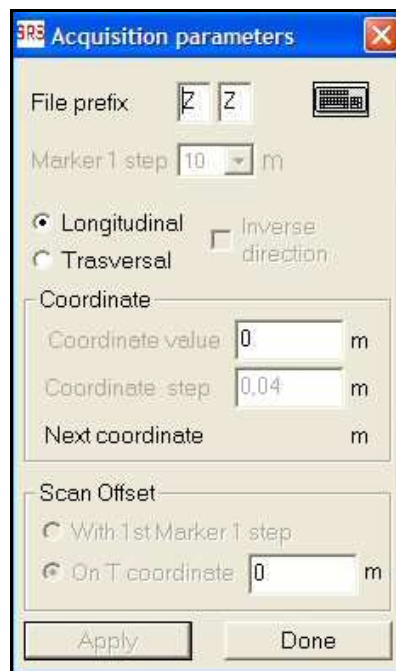 SRS Acquisition parameters
File prefix Z Z
Marker 1 step 10 m
Longitudinal
Trasversal
Inverse
direction
Coordinate
Coordinate value 0 m
Coordinate step 0,04 m
Next coordinate m
Scan Offset
With 1st Marker 1 step
On T coordinate 0 m
Apply Done